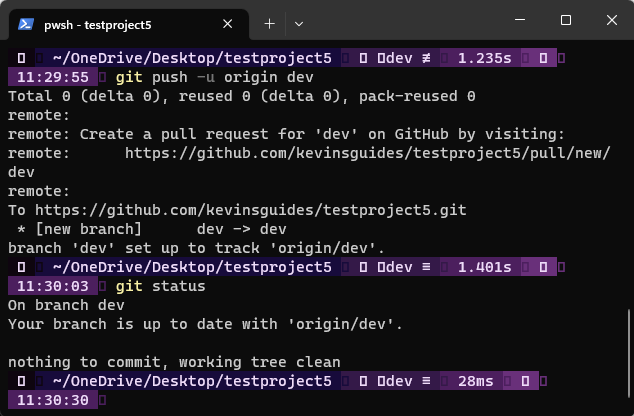 pwsh - testproject5
~/OneDrive/Desktop/testproject5 dev ≢ 1.235s
11:29:55 git push -u origin dev
Total 0 (delta 0), reused 0 (delta 0), pack-reused 0
remote:
remote: Create a pull request for 'dev' on GitHub by visiting:
remote:      https://github.com/kevinsguides/testproject5/pull/new/
dev
remote:
To https://github.com/kevinsguides/testproject5.git
 * [new branch]      dev -> dev
branch 'dev' set up to track 'origin/dev'.
~/OneDrive/Desktop/testproject5 dev ≡ 1.401s
11:30:03 git status
On branch dev
Your branch is up to date with 'origin/dev'.
nothing to commit, working tree clean
~/OneDrive/Desktop/testproject5 dev ≡ 28ms
11:30:30